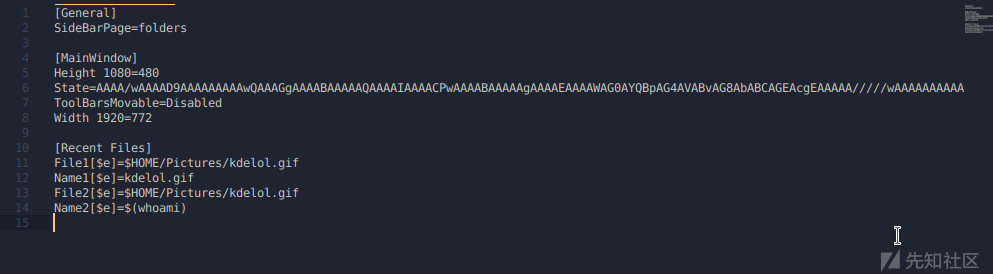 1 [General]
2 SideBarPage=folders
3
4 [MainWindow]
5 Height 1080=480
6 State=AAAA/wAAAAD9AAAAAAAAAwQAAAGgAAAABAAAAAQAAAAIAAAACPwAAAABAAAAAgAAAAEAAAAWAG0AYQBpAG4AVABvAG8AbABCAGEAcgEAAAAA/////wAAAAAAAAAA
7 ToolBarsMovable=Disabled
8 Width 1920=772
9
10 [Recent Files]
11 File1[$e]=$HOME/Pictures/kdelol.gif
12 Name1[$e]=kdelol.gif
13 File2[$e]=$HOME/Pictures/kdelol.gif
14 Name2[$e]=$(whoami)
15
先知社区